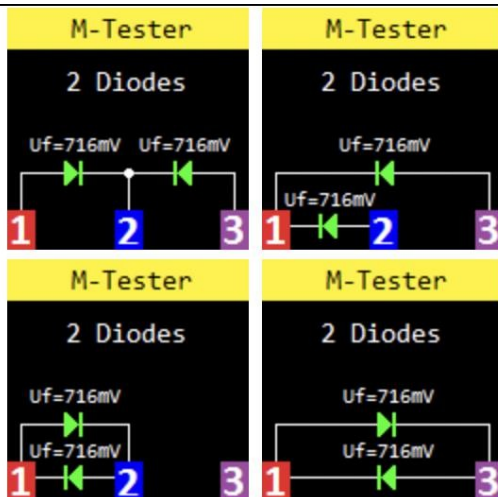 M-Tester
2 Diodes
Uf=716mV Uf=716mV
1 2 3
M-Tester
2 Diodes
Uf=716mV
Uf=716mV
1 2 3
M-Tester
2 Diodes
Uf=716mV
Uf=716mV
1 2 3
M-Tester
2 Diodes
Uf=716mV
Uf=716mV
1 3